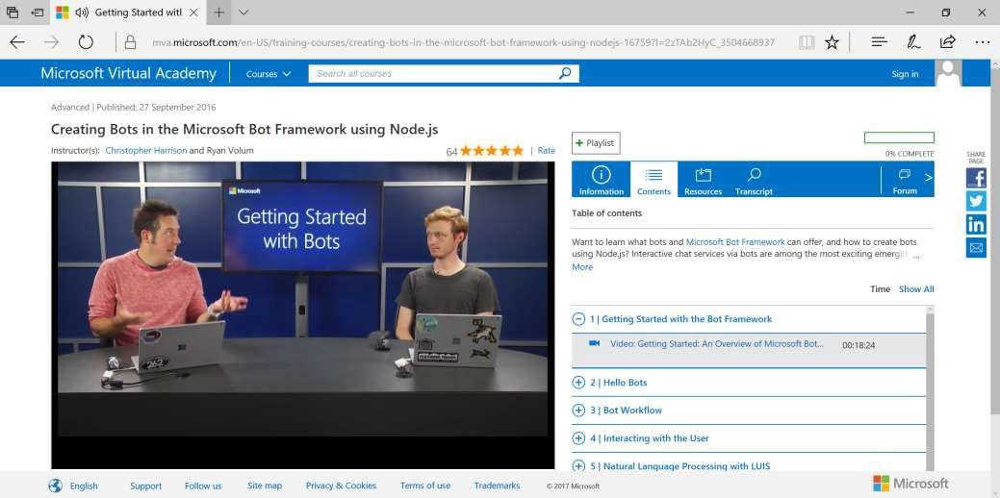 Getting Started with
mva.microsoft.com/en-US/training-courses/creating-bots-in-the-microsoft-bot-framework-using-nodejs-16759?l=2zTAb2HyC_3504668937
Microsoft Virtual Academy
Courses
Search all courses
Sign in
Advanced | Published: 27 September 2016
Creating Bots in the Microsoft Bot Framework using Node.js
Instructor(s): Christopher Harrison and Ryan Volum
64
| Rate
Microsoft
Getting Started
with Bots
262
+ Playlist
0% COMPLETE
SHARE
PAGE
Information
Contents
Resources
Transcript
Forum
Table of contents
Want to learn what bots and Microsoft Bot Framework can offer, and how to create bots
using Node.js? Interactive chat services via bots are among the most exciting emergin ...
More
Time Show All
1 | Getting Started with the Bot Framework
Video: Getting Started: An Overview of Microsoft Bot... 00:18:24
2 | Hello Bots
3 | Bot Workflow
4 | Interacting with the User
5 | Natural Language Processing with LUIS
English Support Follow us Site map Privacy & Cookies Terms of use Trademarks © 2017 Microsoft
Microsoft